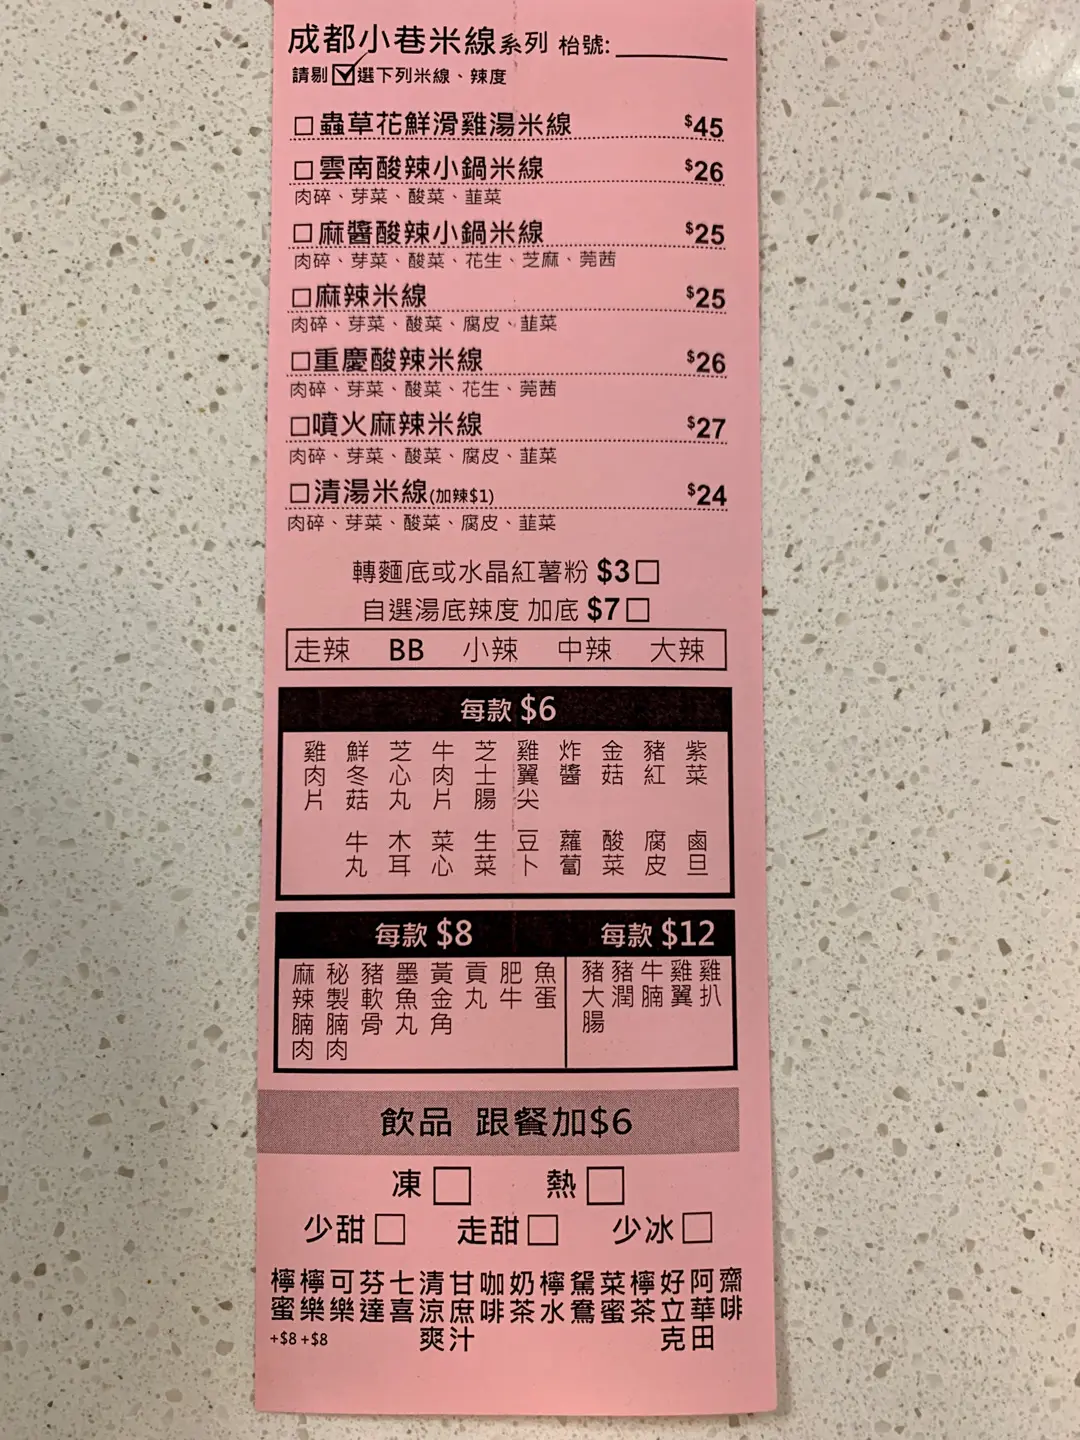 成都小巷米線系列 枱號:
請剔☑選下列米線、辣度
□蟲草花鮮滑雞湯米線 $45
□雲南酸辣小鍋米線 $26
肉碎、芽菜、酸菜、韮菜
□麻醬酸辣小鍋米線 $25
肉碎、芽菜、酸菜、花生、芝麻、莞茜
□麻辣米線 $25
肉碎、芽菜、酸菜、腐皮、韮菜
□重慶酸辣米線 $26
肉碎、芽菜、酸菜、花生、莞茜
□噴火麻辣米線 $27
肉碎、芽菜、酸菜、腐皮、韮菜
□清湯米線(加辣$1) $24
肉碎、芽菜、酸菜、腐皮、韮菜
轉麵底或水晶紅薯粉 $3□
自選湯底辣度 加底 $7□
走辣 BB 小辣 中辣 大辣
每款 $6
雞肉片 鮮冬菇 芝心丸 牛肉片 芝士腸 雞翼尖 炸醬 金菇 豬紅 紫菜
牛丸 木耳 菜心 生菜 豆卜 蘿蔔 酸菜 腐皮 鹵旦
每款 $8
麻辣腩肉 秘製腩肉 豬軟骨 墨魚丸 黃金角 貢丸 肥牛 魚蛋
每款 $12
豬大腸 豬潤 牛腩 雞翼 雞扒
飲品 跟餐加$6
凍□ 熱□
少甜□ 走甜□ 少冰□
檸蜜+$8 檸樂+$8 可樂 芬達 七喜 清涼爽 甘庶汁 咖啡 奶茶 檸水 鴛鴦 菜蜜 檸茶 好立克 阿華田 齋啡